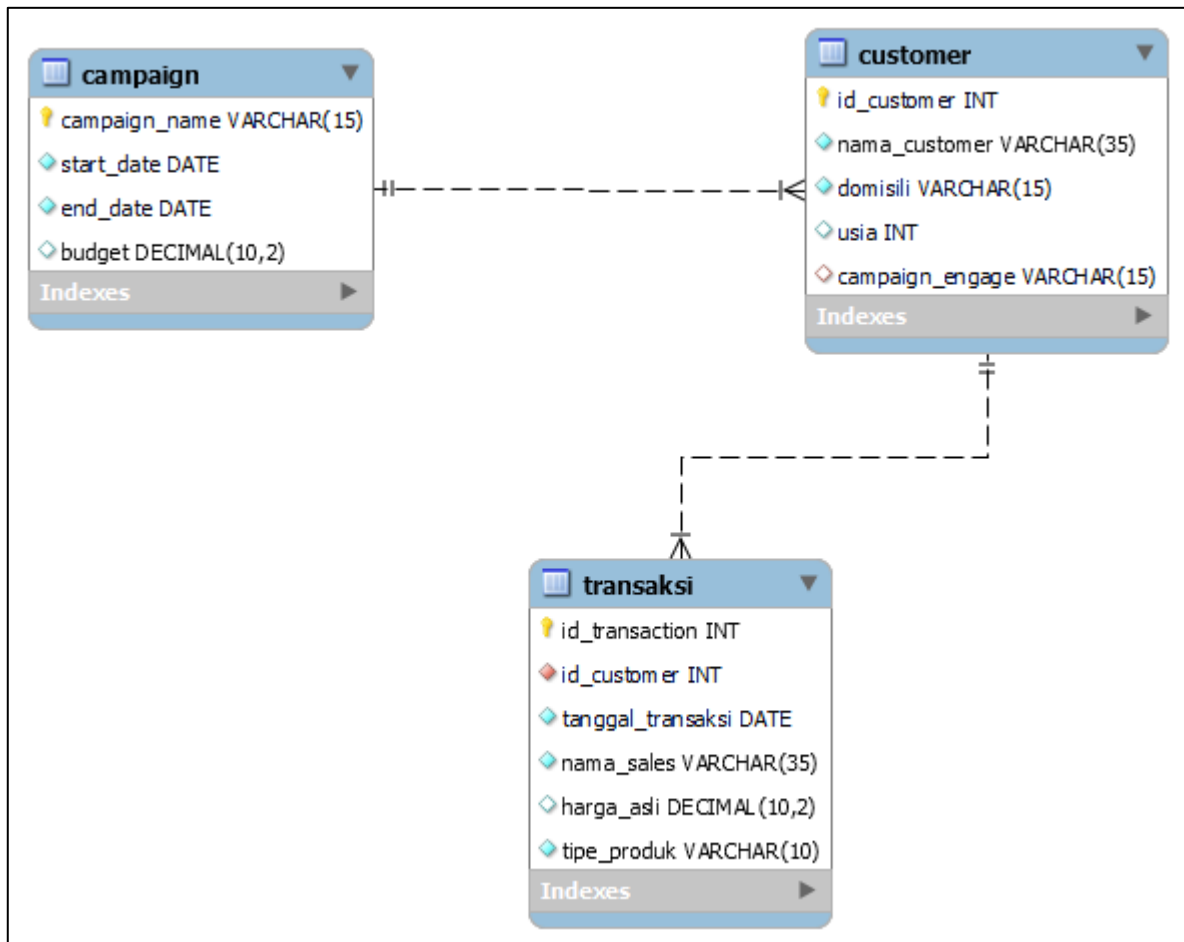 campaign
campaign_name VARCHAR(15)
start_date DATE
end_date DATE
budget DECIMAL(10,2)
Indexes
customer
id_customer INT
nama_customer VARCHAR(35)
domisili VARCHAR(15)
usia INT
campaign_engage VARCHAR(15)
Indexes
transaksi
id_transaction INT
id_customer INT
tanggal_transaksi DATE
nama_sales VARCHAR(35)
harga_asli DECIMAL(10,2)
tipe_produk VARCHAR(10)
Indexes